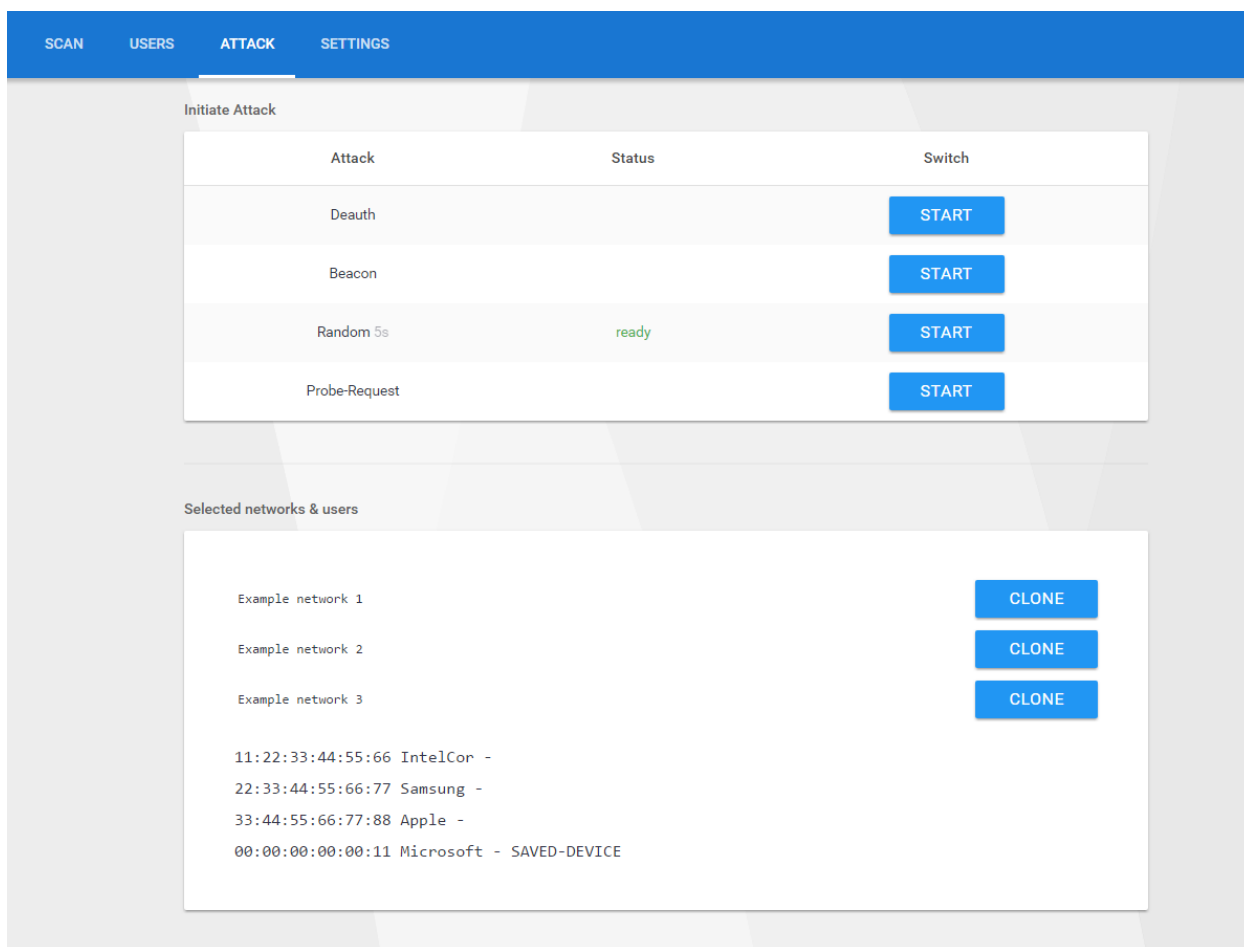 SCAN USERS ATTACK SETTINGS
Initiate Attack
Attack Status Switch
Deauth START
Beacon START
Random 5s ready START
Probe-Request START
Selected networks & users
Example network 1 CLONE
Example network 2 CLONE
Example network 3 CLONE
11:22:33:44:55:66 IntelCor -
22:33:44:55:66:77 Samsung -
33:44:55:66:77:88 Apple -
00:00:00:00:00:11 Microsoft - SAVED-DEVICE